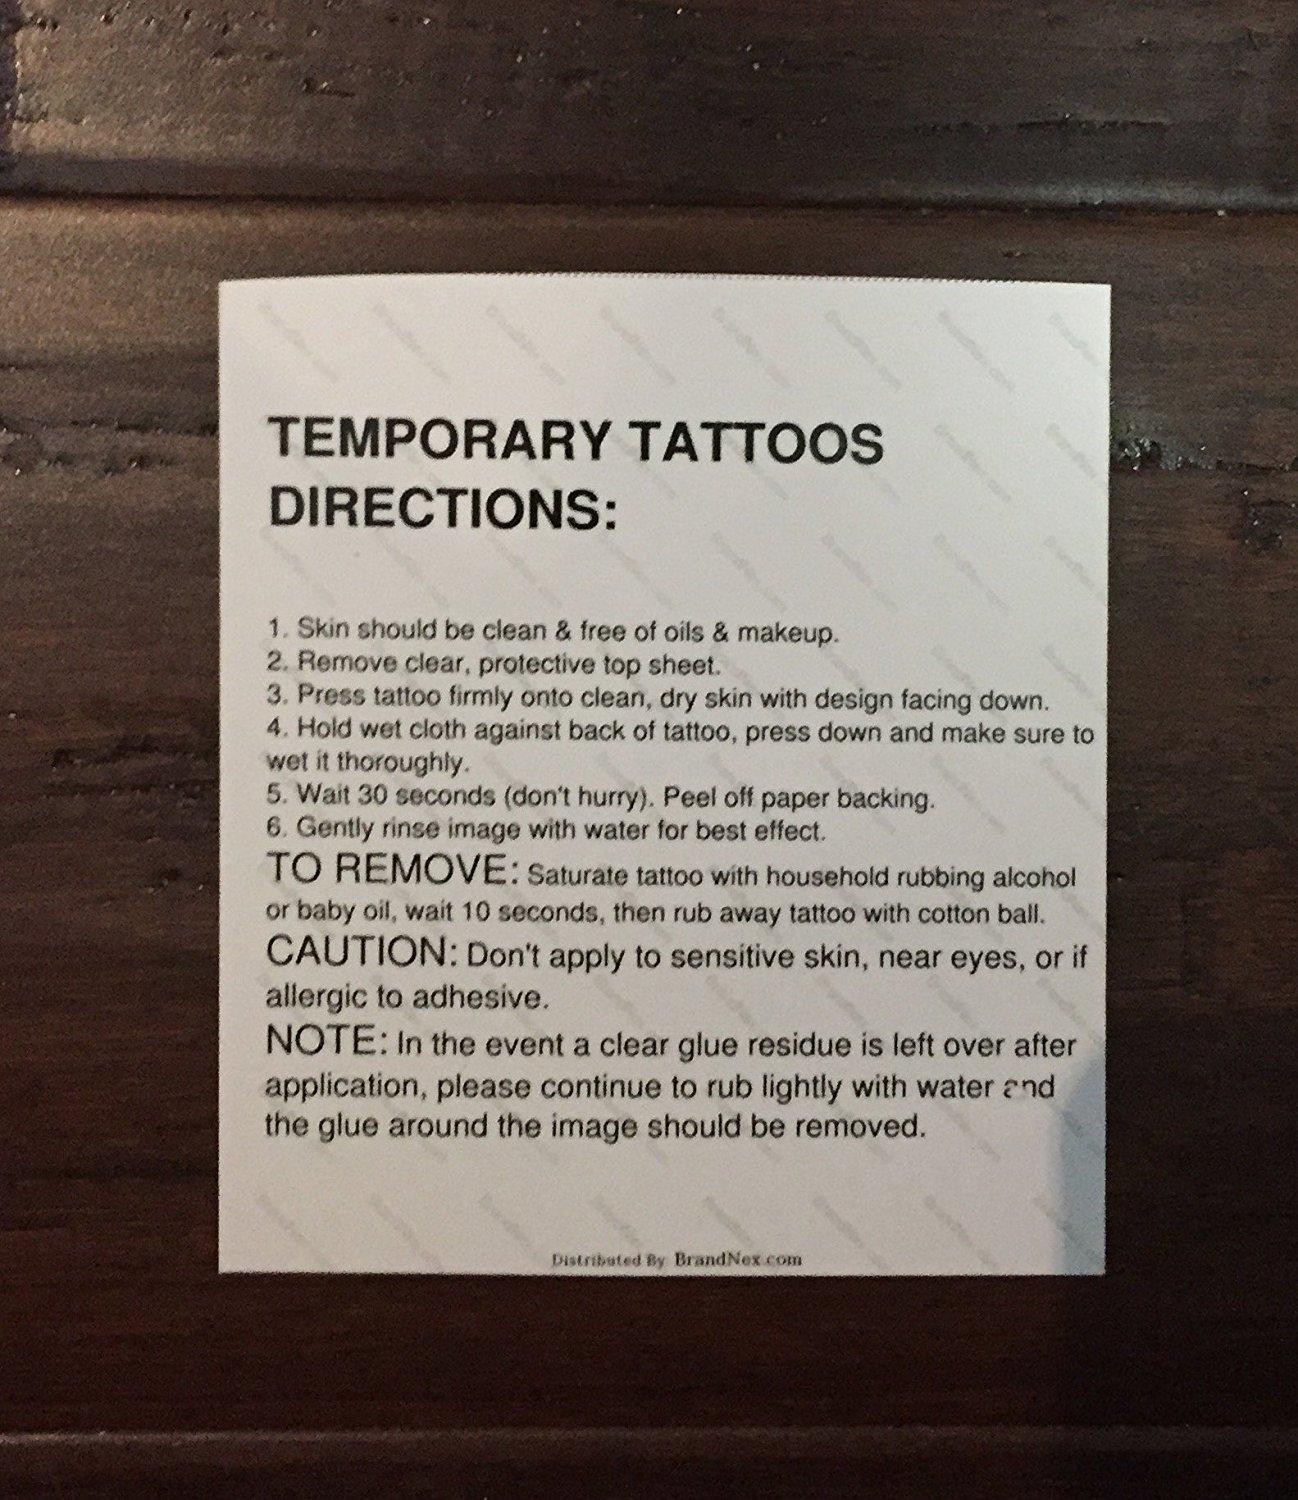 TEMPORARY TATTOOS
DIRECTIONS:
1. Skin should be clean & free of oils & makeup.
2. Remove clear, protective top sheet.
3. Press tattoo firmly onto clean, dry skin with design facing down.
4. Hold wet cloth against back of tattoo, press down and make sure to
wet it thoroughly.
5. Wait 30 seconds (don't hurry). Peel off paper backing.
6. Gently rinse image with water for best effect.
TO REMOVE: Saturate tattoo with household rubbing alcohol
or baby oil, wait 10 seconds, then rub away tattoo with cotton ball.
CAUTION: Don't apply to sensitive skin, near eyes, or if
allergic to adhesive.
NOTE: In the event a clear glue residue is left over after
application, please continue to rub lightly with water and
the glue around the image should be removed.
Distributed By BrandNex.com